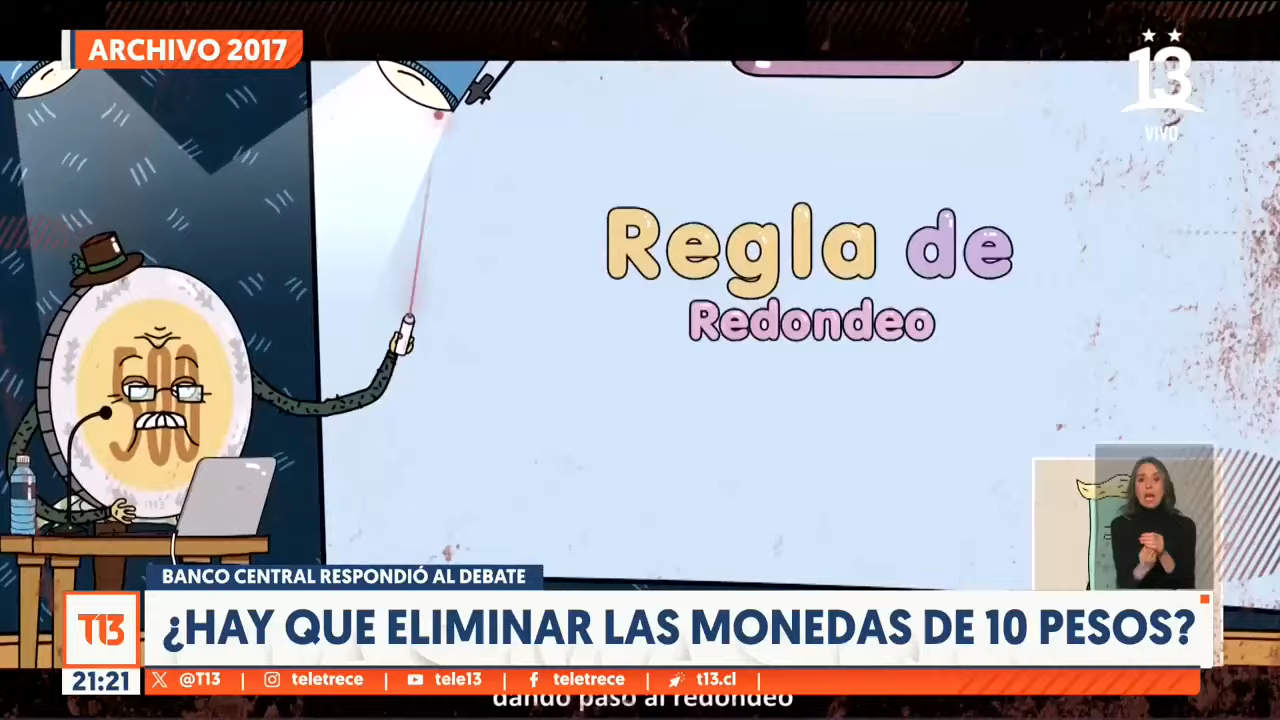 ARCHIVO 2017
13
VIVO
Regla de
Redondeo
500
BANCO CENTRAL RESPONDIÓ AL DEBATE
T13
¿HAY QUE ELIMINAR LAS MONEDAS DE 10 PESOS?
21:21
@T13 | teletrece | tele13 | teletrece | t13.cl |
dando paso al redondeo